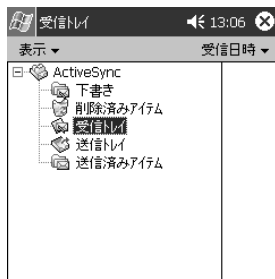 受信トレイ 13:06
表示 受信日時
ActiveSync
下書き
削除済みアイテム
受信トレイ
送信トレイ
送信済みアイテム